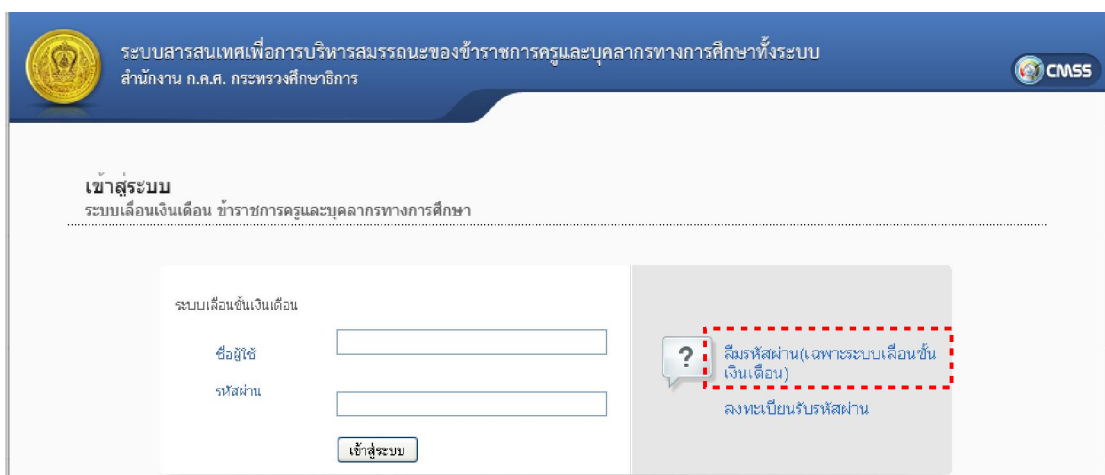 ระบบสารสนเทศเพื่อการบริหารสมรรถนะของข้าราชการครูและบุคลากรทางการศึกษาทั้งระบบ
สำนักงาน ก.ค.ศ. กระทรวงศึกษาธิการ
CMSS
เข้าสู่ระบบ
ระบบเลื่อนเงินเดือน ข้าราชการครูและบุคลากรทางการศึกษา
ระบบเลื่อนขั้นเงินเดือน
ชื่อผู้ใช้
รหัสผ่าน
เข้าสู่ระบบ
?
ลืมรหัสผ่าน(เฉพาะระบบเลื่อนขั้น
เงินเดือน)
ลงทะเบียนรับรหัสผ่าน